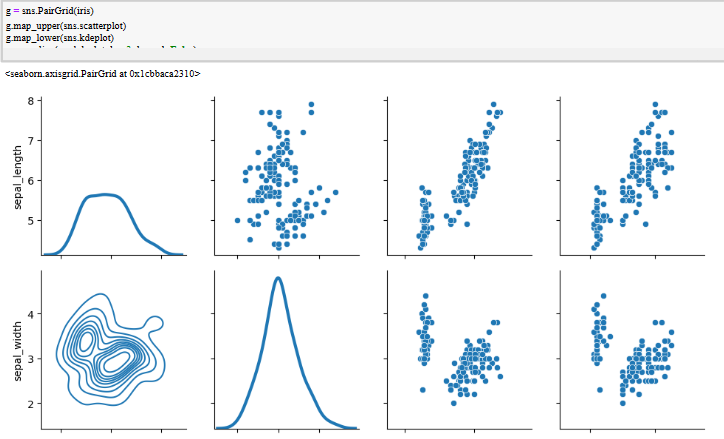 g = sns.PairGrid(iris)
g.map_upper(sns.scatterplot)
g.map_lower(sns.kdeplot)
<seaborn.axisgrid.PairGrid at 0x1cbbaca2310>
8
7
6
5
sepal_length
4
3
2
sepal_width